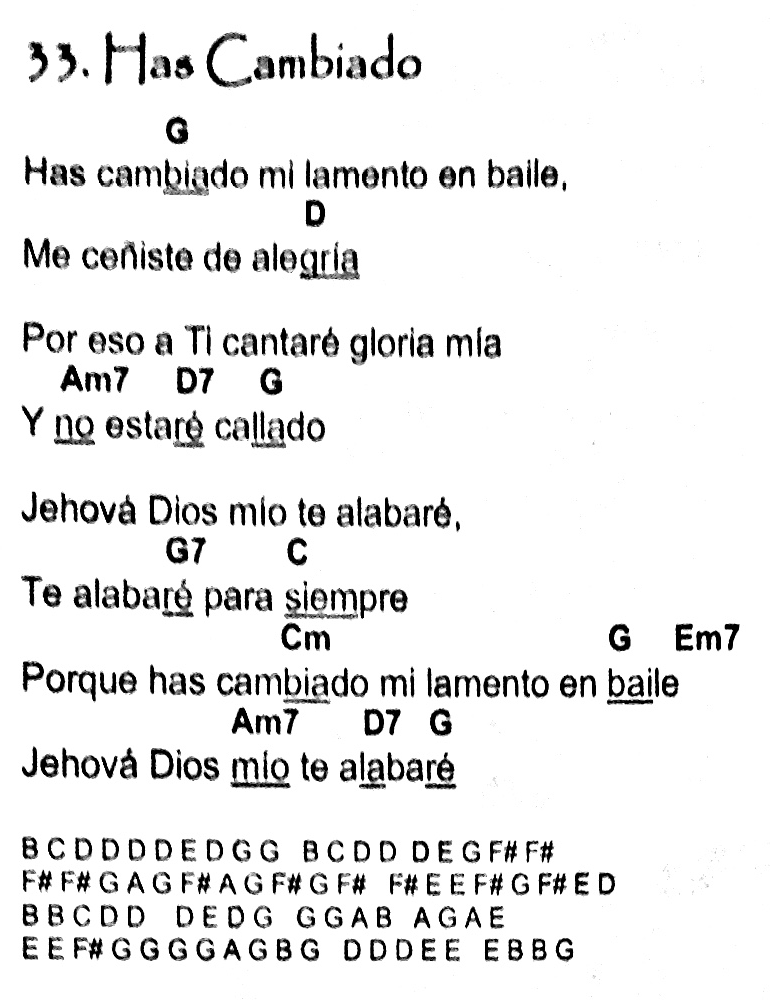 33. Has Cambiado
G
Has cambiado mi lamento en baile,
D
Me ceñiste de alegría
Por eso a Ti cantaré gloria mía
Am7 D7 G
Y no estaré callado
Jehová Dios mío te alabaré,
G7 C
Te alabaré para siempre
Cm G Em7
Porque has cambiado mi lamento en baile
Am7 D7 G
Jehová Dios mío te alabaré
B C D D D D E D G G B C D D D E G F# F#
F# F# G A G F# A G F# G F# F# E E F# G F# E D
B B C D D D E D G G G A B A G A E
E E F# G G G G A G B G D D D E E E B B G